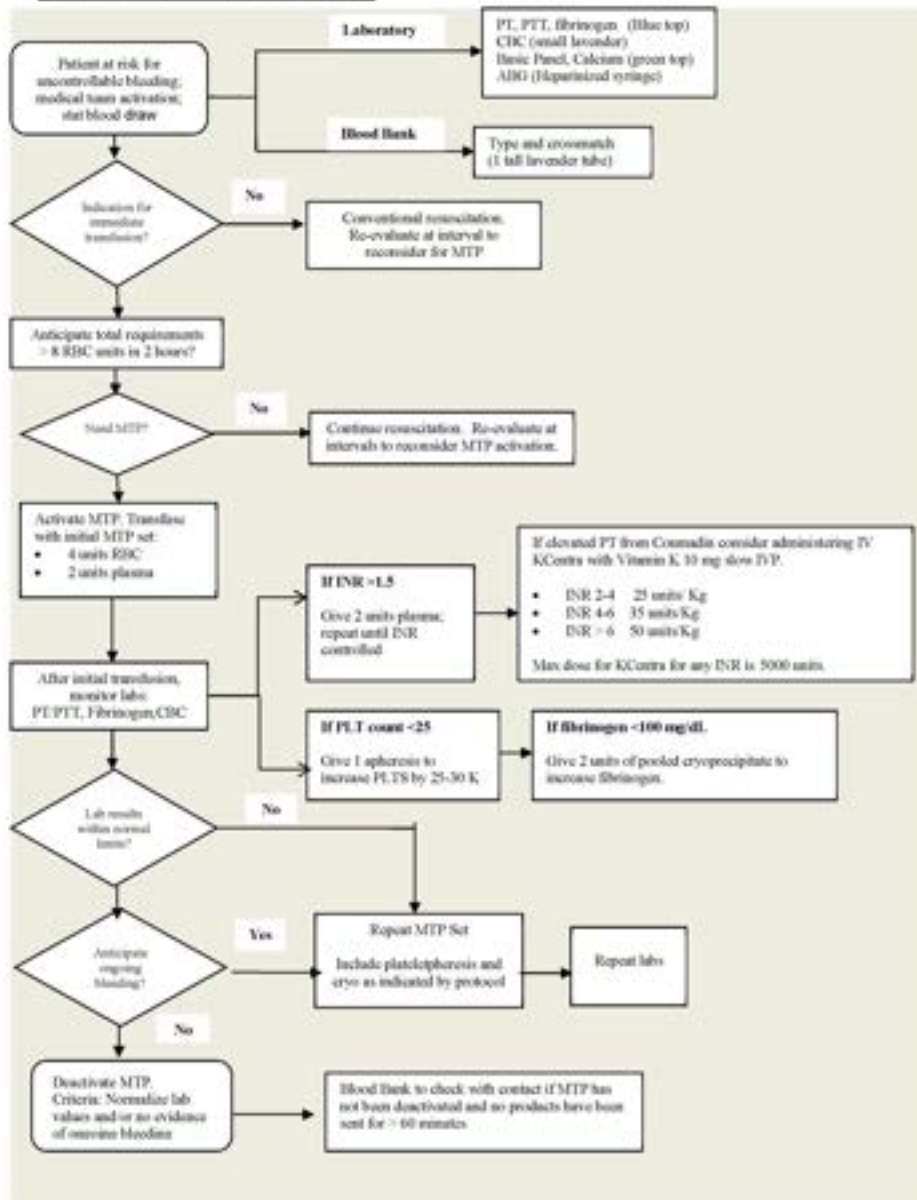 Laboratory
PT, PTT, fibrinogen (Blue top)
CBC (small lavender)
Basic Panel, Calcium (green top)
ABG (Heparinized syringe)
Patient at risk for
uncontrollable bleeding;
medical team activation;
stat blood draw
Blood Bank
Type and crossmatch
(1 tall lavender tube)
Indication for
immediate
transfusion?
No
Conventional resuscitation.
Re-evaluate at interval to
reconsider for MTP
Anticipate total requirements
> 8 RBC units in 2 hours?
Need MTP?
No
Continue resuscitation. Re-evaluate at
intervals to reconsider MTP activation.
Activate MTP. Transfuse
with initial MTP set:
• 4 units RBC
• 2 units plasma
If INR >1.5
Give 2 units plasma;
repeat until INR
controlled
If elevated PT from Coumadin consider administering IV
KCentra with Vitamin K 10 mg slow IVP.
• INR 2-4 25 units/ Kg
• INR 4-6 35 units/Kg
• INR > 6 50 units/Kg
Max dose for KCentra for any INR is 5000 units.
After initial transfusion,
monitor labs:
PT/PTT, Fibrinogen,CBC
If PLT count <25
Give 1 apheresis to
increase PLTS by 25-30 K
If fibrinogen <100 mg/dL
Give 2 units of pooled cryoprecipitate to
increase fibrinogen.
Lab results
within normal
limits?
No
Anticipate
ongoing
bleeding?
Yes
Repeat MTP Set
Include plateletpheresis and
cryo as indicated by protocol
Repeat labs
No
Deactivate MTP.
Criteria: Normalize lab
values and/or no evidence
of ongoing bleeding
Blood Bank to check with contact if MTP has
not been deactivated and no products have been
sent for > 60 minutes